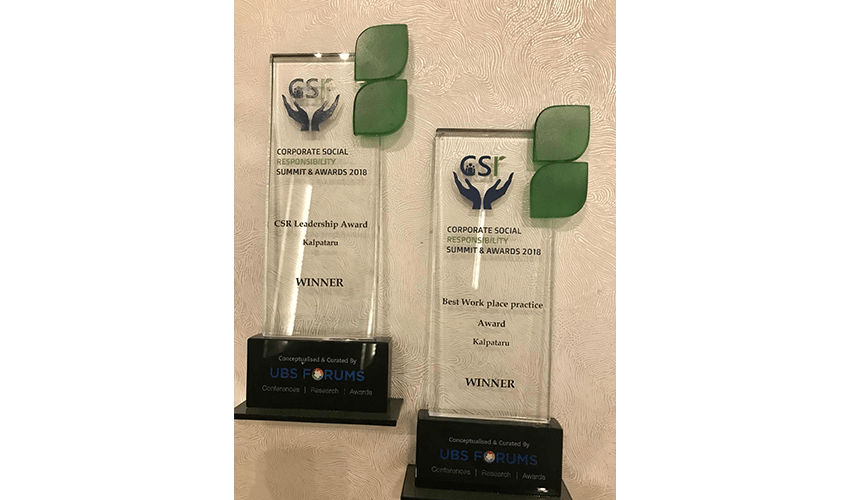 CSr
CORPORATE SOCIAL
RESPONSIBILITY
SUMMIT & AWARDS 2018
CSR Leadership Award
Kalpataru
WINNER
Conceptualised & Curated By
UBS FORUMS
Conferences | Research | Awards
CSr
CORPORATE SOCIAL
RESPONSIBILITY
SUMMIT & AWARDS 2018
Best Work place practice
Award
Kalpataru
WINNER
Conceptualised & Curated By
UBS FORUMS
Conferences | Research | Awards